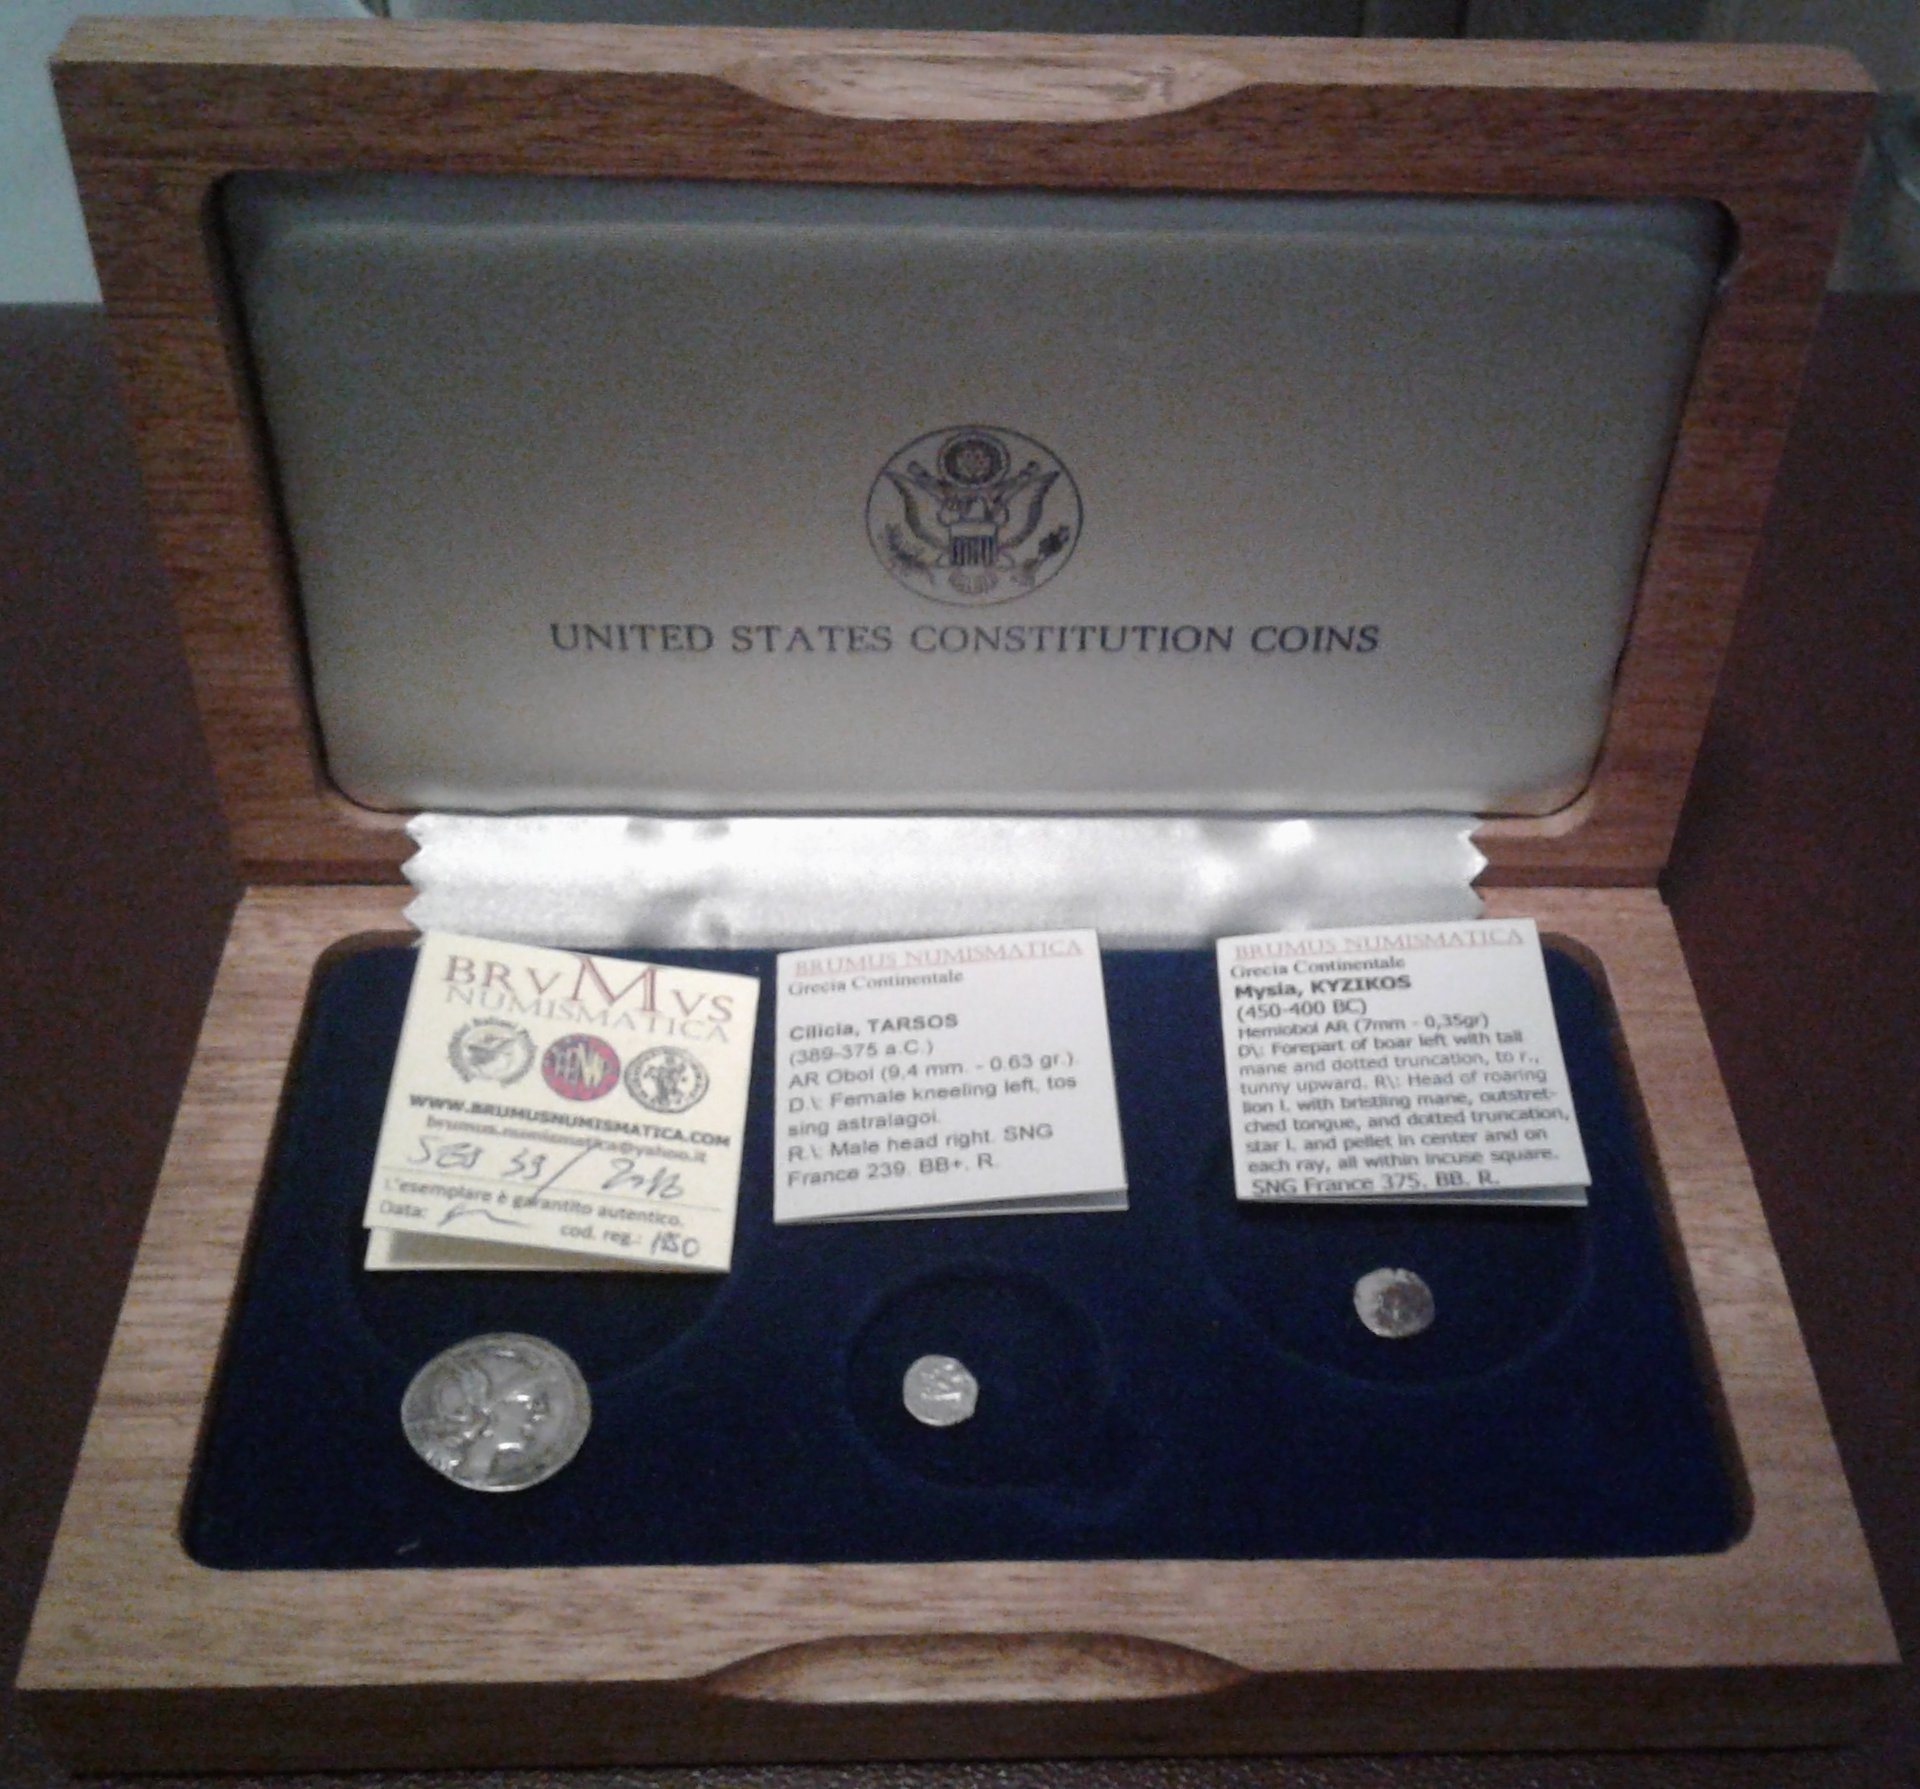 UNITED STATES CONSTITUTION COINS
BRVMVS
NUMISMATICA
WWW.BRUMUSNUMISMATICA.COM
brumus.numismatica@yahoo.it
L'esemplare è garantito autentico.
Data:
cod. reg.:
BRUMUS NUMISMATICA
Grecia Continentale
Cilicia, TARSOS
(389-375 a.C.)
AR Obol (9,4 mm. - 0.63 gr.).
D.\: Female kneeling left, tos
sing astralagoi.
R.\: Male head right. SNG
France 239. BB+. R.
BRUMUS NUMISMATICA
Grecia Continentale
Mysia, KYZIKOS
(450-400 BC)
Hemiobol AR (7mm - 0,35gr)
D\: Forepart of boar left with tail
mane and dotted truncation, to r.,
tunny upward. R\: Head of roaring
lion l. with bristling mane, outstret-
ched tongue, and dotted truncation,
star l. and pellet in center and on
each ray, all within incuse square.
SNG France 375. BB. R.